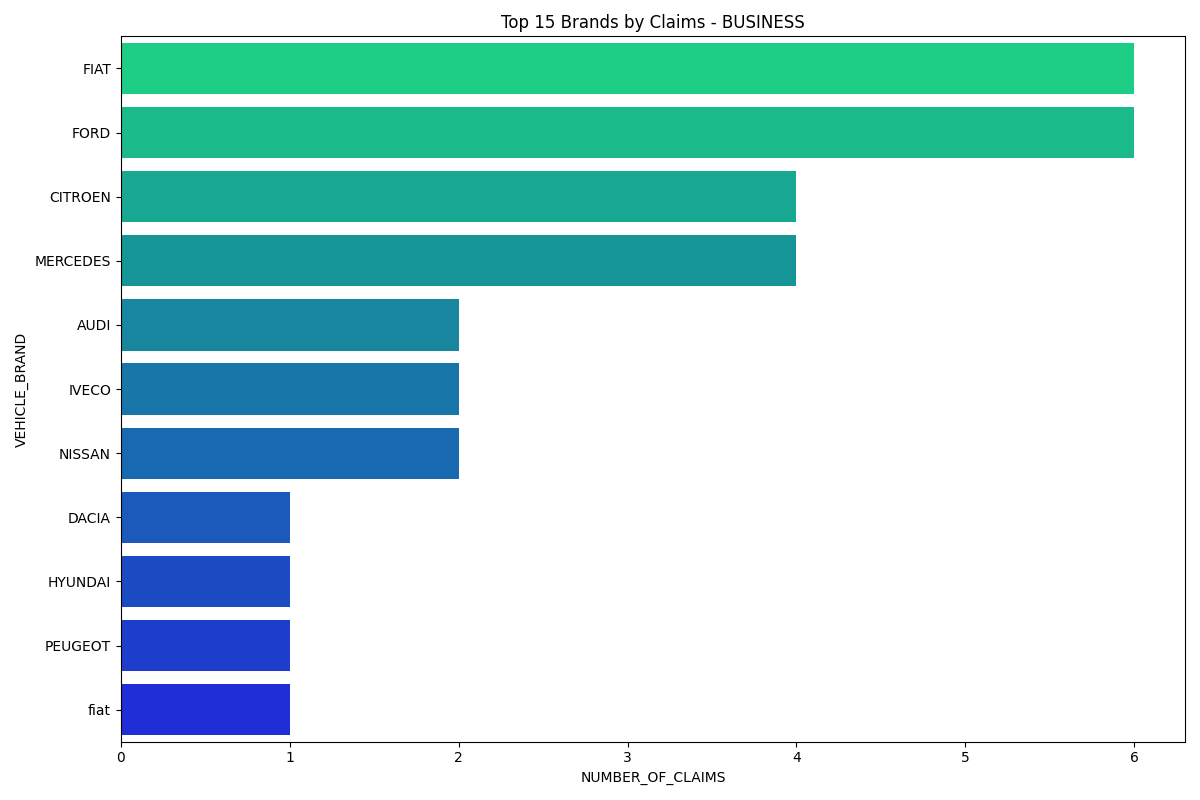 Top 15 Brands by Claims - BUSINESS
VEHICLE_BRAND
FIAT
FORD
CITROEN
MERCEDES
AUDI
IVECO
NISSAN
DACIA
HYUNDAI
PEUGEOT
fiat
0 1 2 3 4 5 6
NUMBER_OF_CLAIMS